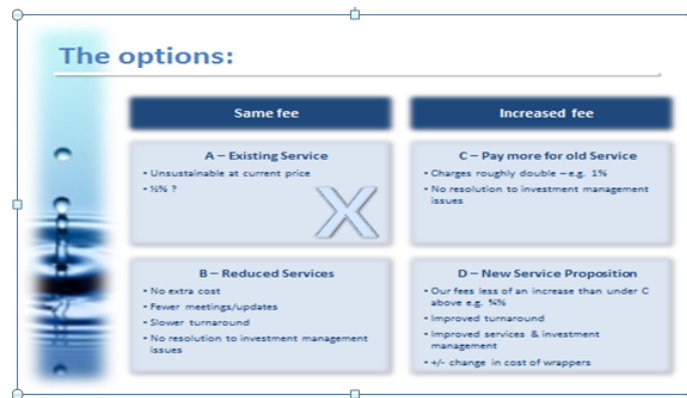 The options:
Same fee
Increased fee
A – Existing Service
• Unsustainable at current price
• ½% ?
X
C – Pay more for old Service
• Charges roughly double – e.g. 1%
• No resolution to investment management
issues
B – Reduced Services
• No extra cost
• Fewer meetings/updates
• Slower turnaround
• No resolution to investment management
issues
D – New Service Proposition
• Our fees less of an increase than under C
above e.g.
• Improved turnaround
• Improved services & investment
management
• +/- change in cost of wrappers